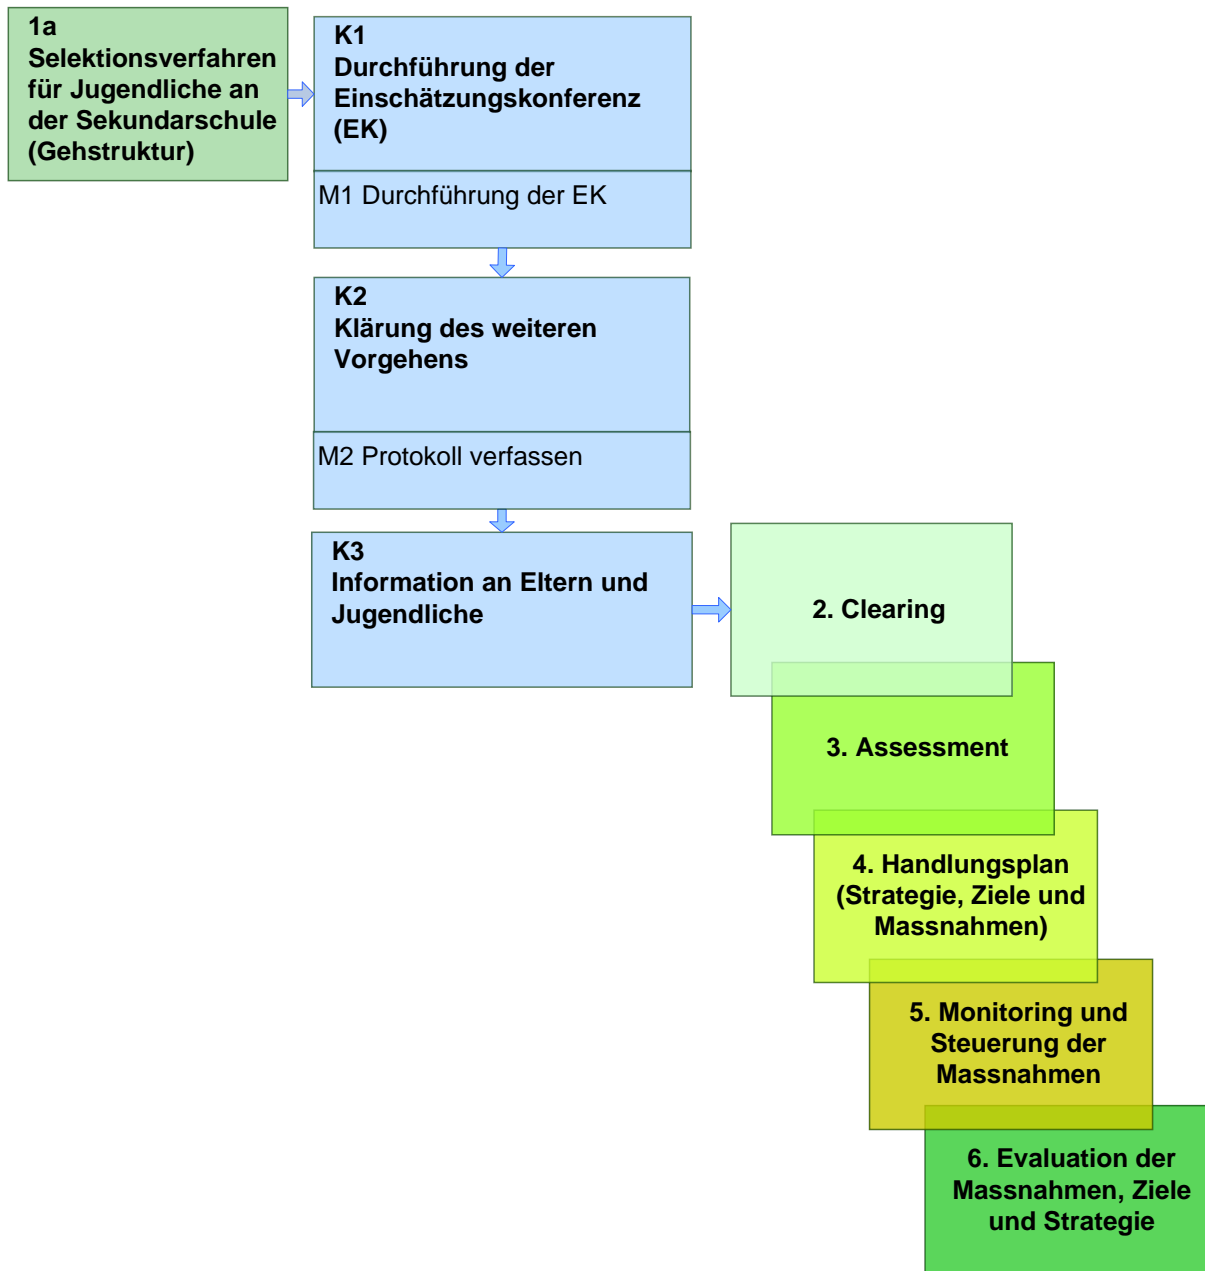 1a
Selektionsverfahren
für Jugendliche an
der Sekundarschule
(Gehstruktur)
K1
Durchführung der
Einschätzungskonferenz
(EK)
M1 Durchführung der EK
K2
Klärung des weiteren
Vorgehens
M2 Protokoll verfassen
K3
Information an Eltern und
Jugendliche
2. Clearing
3. Assessment
4. Handlungsplan
(Strategie, Ziele und
Massnahmen)
5. Monitoring und
Steuerung der
Massnahmen
6. Evaluation der
Massnahmen, Ziele
und Strategie